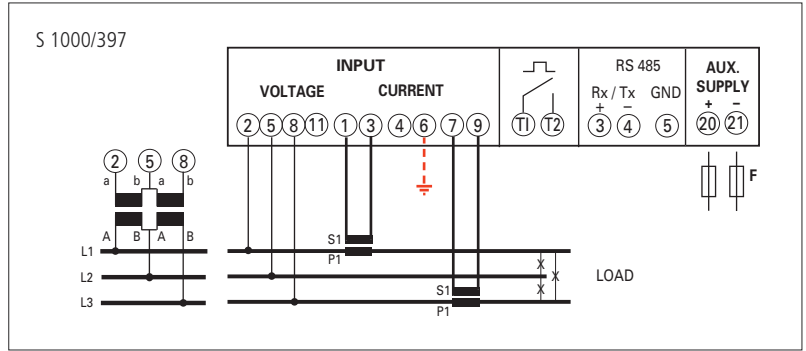 S 1000/397
INPUT
VOLTAGE CURRENT
RS 485
Rx / Tx GND
+ −
AUX.
SUPPLY
+ −
2 5 8 11 1 3 4 6 7 9 T1 T2 3 4 5 20 21
2 5 8
a b a b
F
A B A B
S1
P1
L1
L2
L3
S1
P1
X
X
X
LOAD